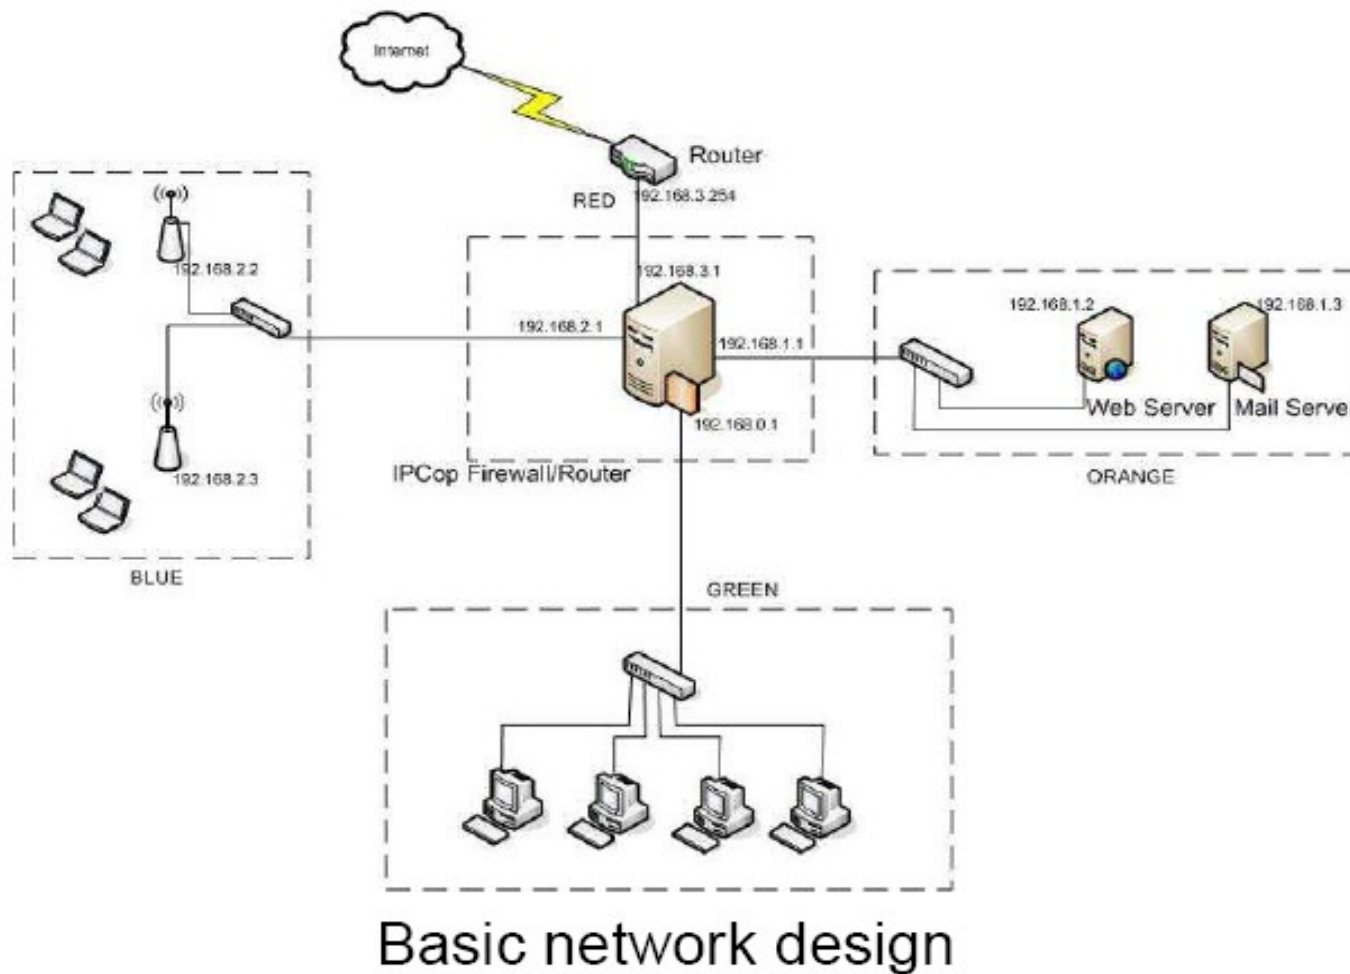 Internet
Router
RED
192.168.3.254
192.168.3.1
192.168.2.2
192.168.2.1
192.168.1.1
192.168.1.2
192.168.1.3
Web Server
Mail Server
192.168.0.1
192.168.2.3
IPCop Firewall/Router
ORANGE
BLUE
GREEN
Basic network design